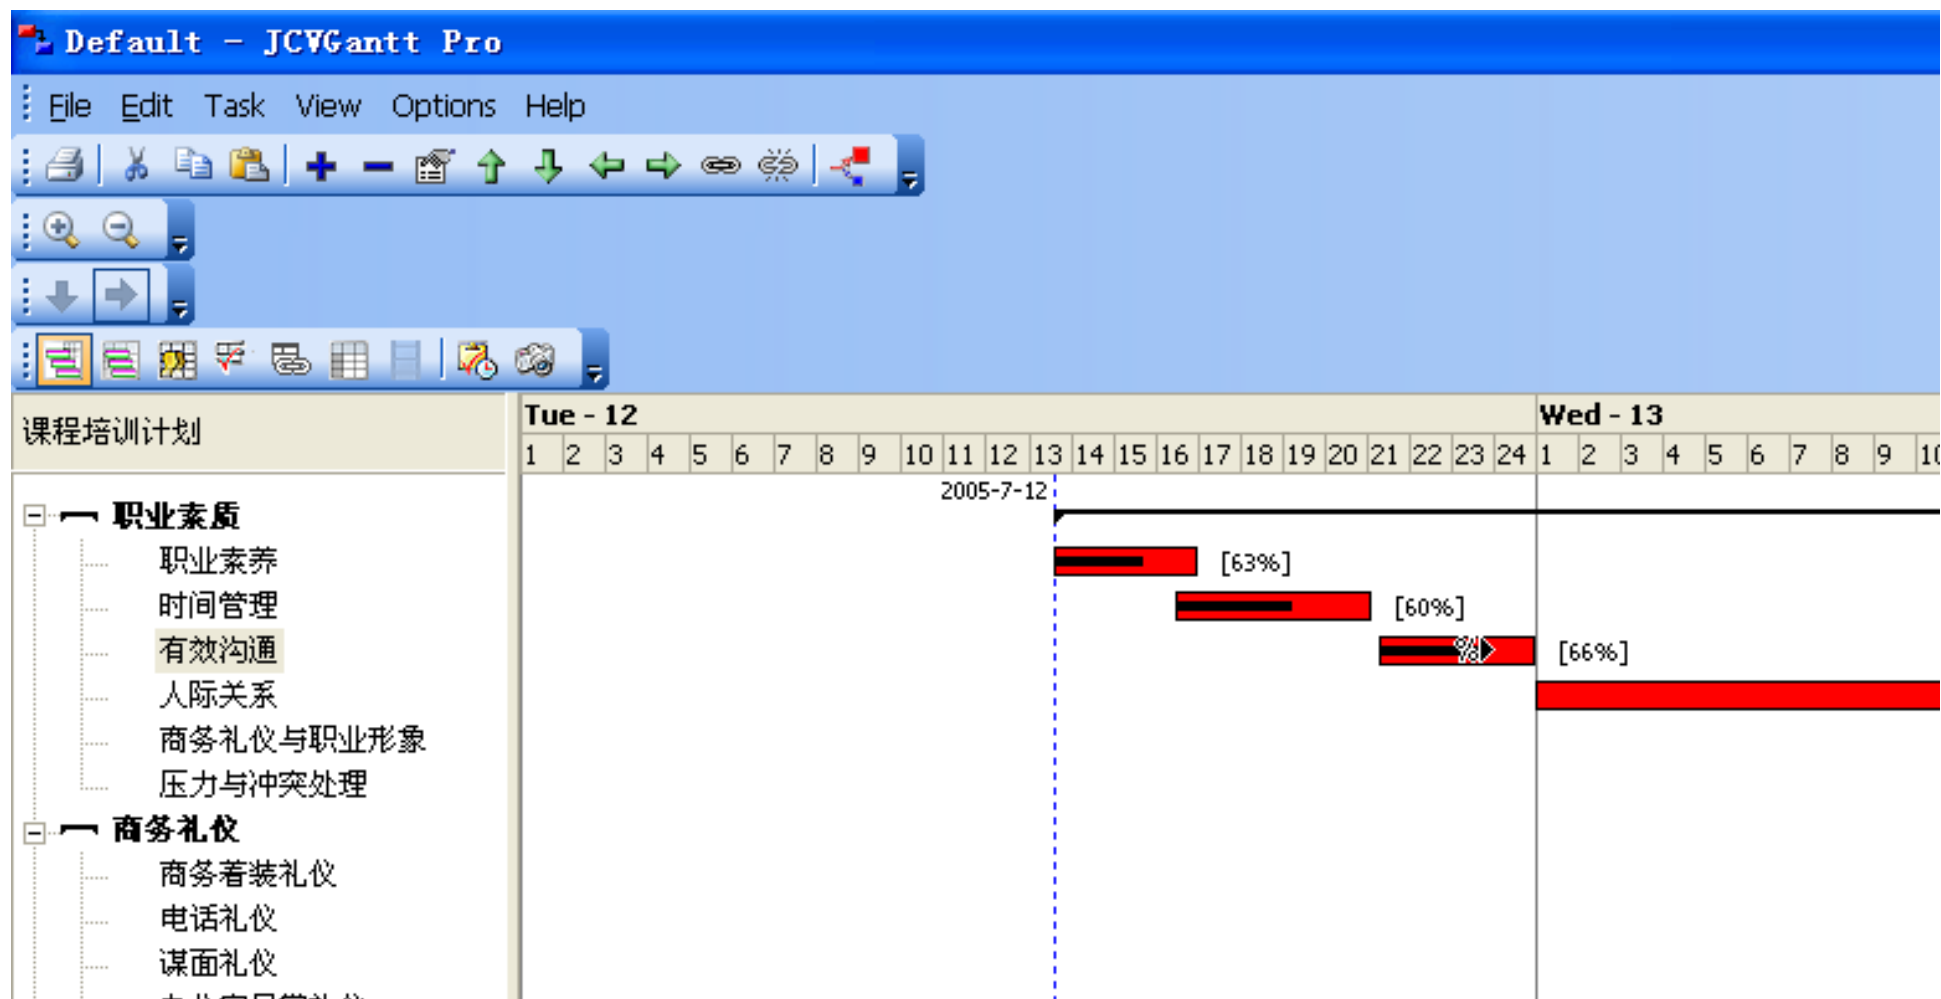 Default - JCVGantt Pro
File Edit Task View Options Help
课程培训计划
Tue - 12 Wed - 13
1 2 3 4 5 6 7 8 9 10 11 12 13 14 15 16 17 18 19 20 21 22 23 24 1 2 3 4 5 6 7 8 9 10
2005-7-12
职业素质
职业素养 [63%]
时间管理 [60%]
有效沟通 % [66%]
人际关系
商务礼仪与职业形象
压力与冲突处理
商务礼仪
商务着装礼仪
电话礼仪
谋面礼仪